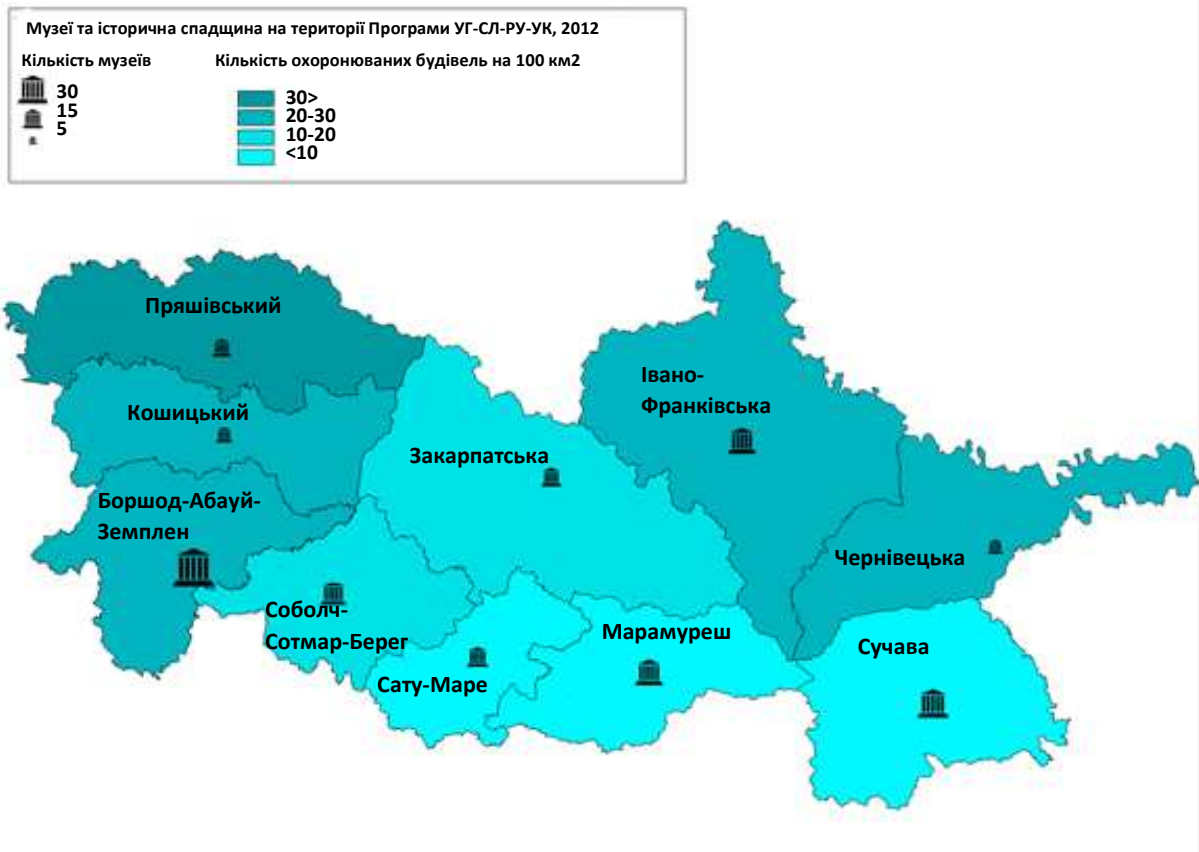 Музеї та історична спадщина на території Програми УГ-СЛ-РУ-УК, 2012
Кількість музеїв
Кількість охоронюваних будівель на 100 км2
30
15
5
30>
20-30
10-20
<10
Пряшівський
Івано-
Франківська
Кошицький
Закарпатська
Боршод-Абауй-
Земплен
Чернівецька
Соболч-
Сотмар-Берег
Марамуреш
Сучава
Сату-Маре